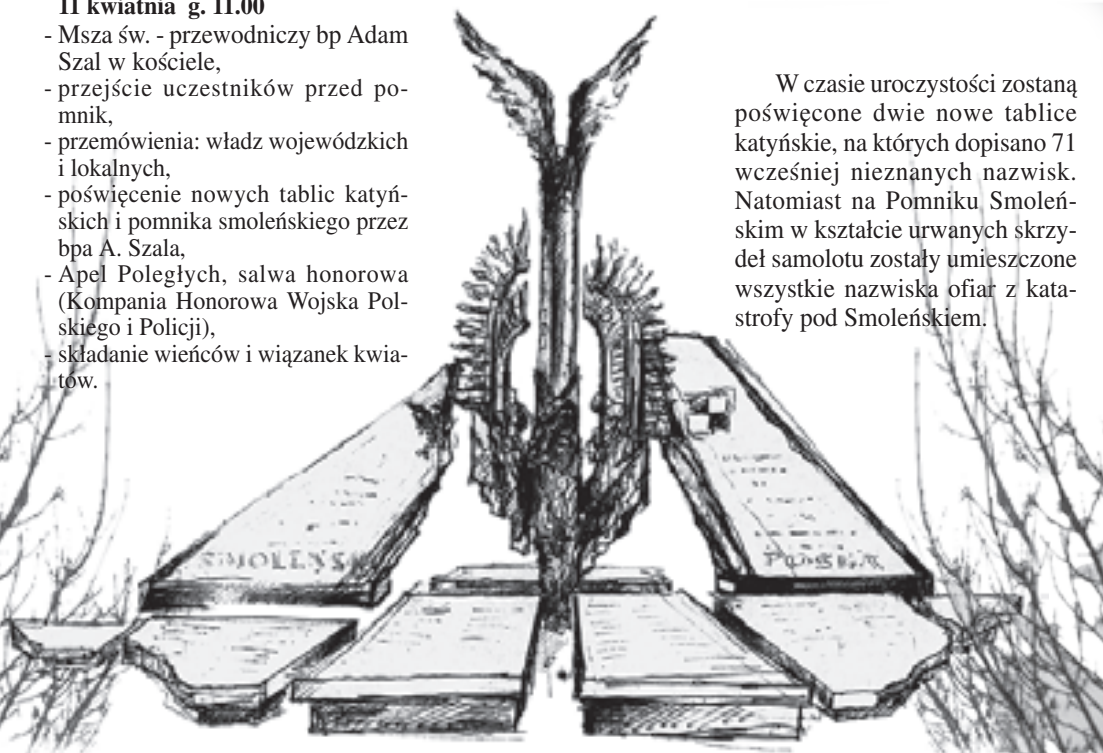 11 kwiatnia g. 11.00
- Msza św. - przewodniczy bp Adam
Szal w kościele,
- przejście uczestników przed po-
mnik,
- przemówienia: władz wojewódzkich
i lokalnych,
- poświęcenie nowych tablic katyń-
skich i pomnika smoleńskiego przez
bpa A. Szala,
- Apel Poległych, salwa honorowa
(Kompania Honorowa Wojska Pol-
skiego i Policji),
- składanie wieńców i wiązanek kwia-
tów.
W czasie uroczystości zostaną
poświęcone dwie nowe tablice
katyńskie, na których dopisano 71
wcześniej nieznanych nazwisk.
Natomiast na Pomniku Smoleń-
skim w kształcie urwanych skrzy-
deł samolotu zostały umieszczone
wszystkie nazwiska ofiar z kata-
strofy pod Smoleńskiem.